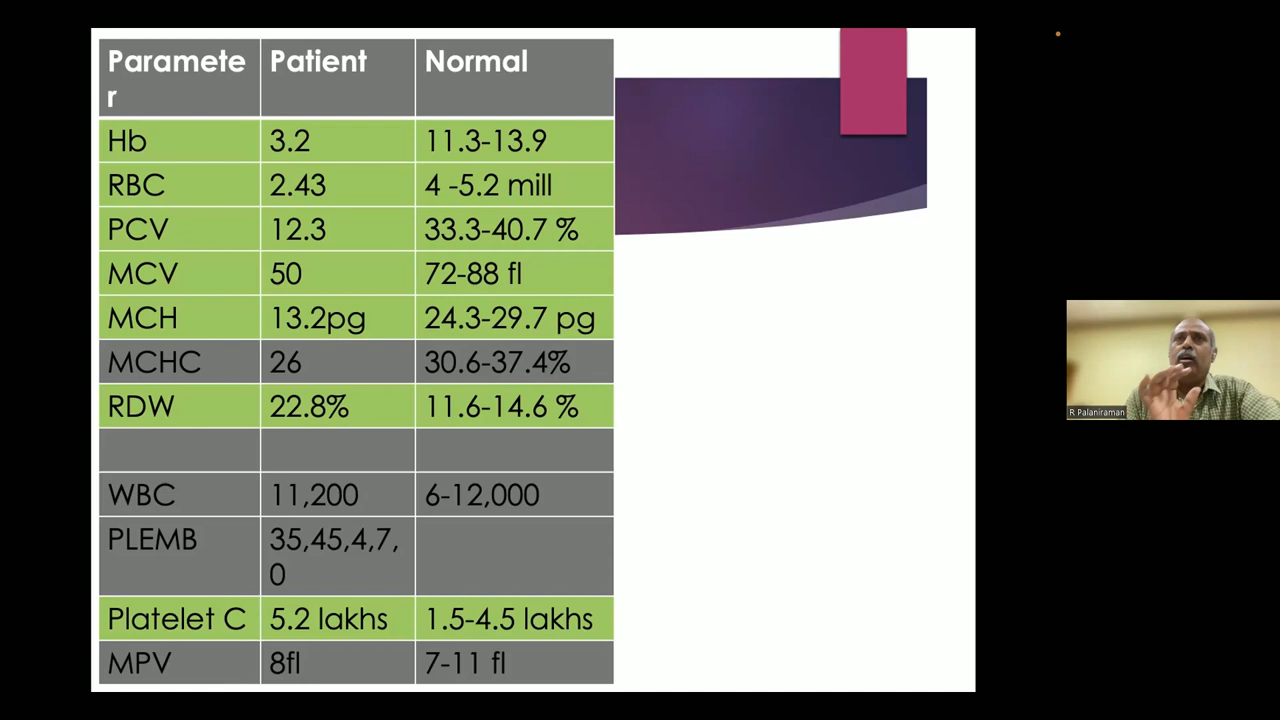 Paramete
r
Patient
Normal
Hb
3.2
11.3-13.9
RBC
2.43
4 -5.2 mill
PCV
12.3
33.3-40.7 %
MCV
50
72-88 fl
MCH
13.2pg
24.3-29.7 pg
MCHC
26
30.6-37.4%
RDW
22.8%
11.6-14.6 %
WBC
11,200
6-12,000
PLEMB
35,45,4,7,
0
Platelet C
5.2 lakhs
1.5-4.5 lakhs
MPV
8fl
7-11 fl
R Palaniraman